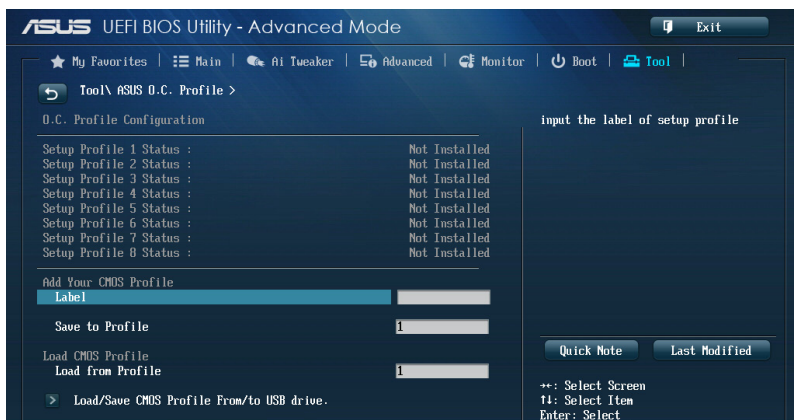 ASUS UEFI BIOS Utility - Advanced Mode
Exit
My Favorites | Main | Ai Tweaker | Advanced | Monitor | Boot | Tool |
Tool\ ASUS O.C. Profile >
O.C. Profile Configuration
input the label of setup profile
Setup Profile 1 Status : Not Installed
Setup Profile 2 Status : Not Installed
Setup Profile 3 Status : Not Installed
Setup Profile 4 Status : Not Installed
Setup Profile 5 Status : Not Installed
Setup Profile 6 Status : Not Installed
Setup Profile 7 Status : Not Installed
Setup Profile 8 Status : Not Installed
Add Your CMOS Profile
Label
Save to Profile 1
Load CMOS Profile
Load from Profile 1
> Load/Save CMOS Profile From/to USB drive.
Quick Note
Last Modified
→←: Select Screen
↑↓: Select Item
Enter: Select